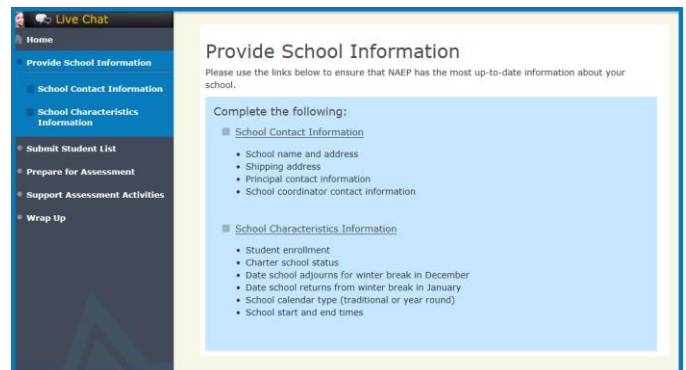 Live Chat
Home
Provide School Information
School Contact Information
School Characteristics
Information
Submit Student List
Prepare for Assessment
Support Assessment Activities
Wrap Up
Provide School Information
Please use the links below to ensure that NAEP has the most up-to-date information about your
school.
Complete the following:
School Contact Information
• School name and address
• Shipping address
• Principal contact information
• School coordinator contact information
School Characteristics Information
• Student enrollment
• Charter school status
• Date school adjourns for winter break in December
• Date school returns from winter break in January
• School calendar type (traditional or year round)
• School start and end times